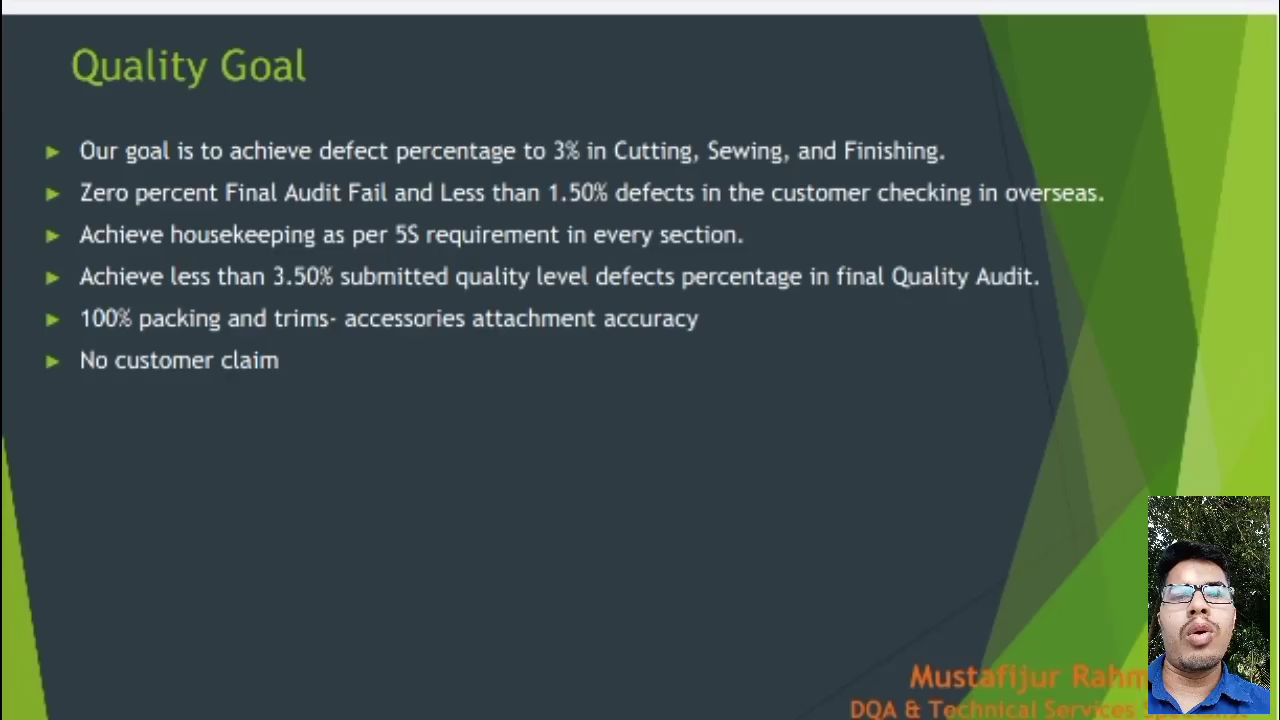 Quality Goal
Our goal is to achieve defect percentage to 3% in Cutting, Sewing, and Finishing.
Zero percent Final Audit Fail and Less than 1.50% defects in the customer checking in overseas.
Achieve housekeeping as per 5S requirement in every section.
Achieve less than 3.50% submitted quality level defects percentage in final Quality Audit.
100% packing and trims- accessories attachment accuracy
No customer claim
Mustafijur
DQA & Technical Services